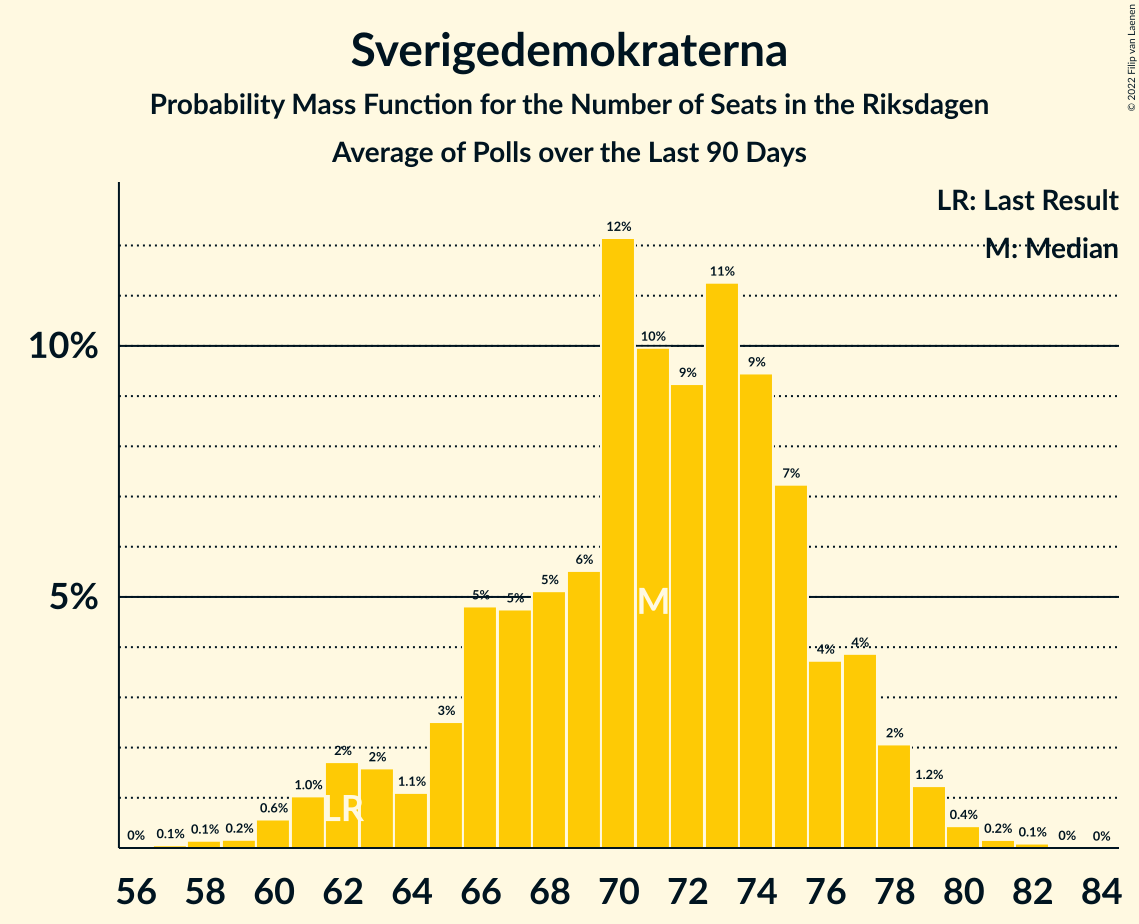 Sverigedemokraterna
Probability Mass Function for the Number of Seats in the Riksdagen
Average of Polls over the Last 90 Days
© 2022 Filip van Laenen
LR: Last Result
M: Median
10%
5%
0% 0.1% 0.1% 0.2% 0.6% 1.0% 2% 2% 1.1% 3% 5% 5% 5% 6% 12% 10% 9% 11% 9% 7% 4% 4% 2% 1.2% 0.4% 0.2% 0.1% 0% 0%
LR M
56 58 60 62 64 66 68 70 72 74 76 78 80 82 84